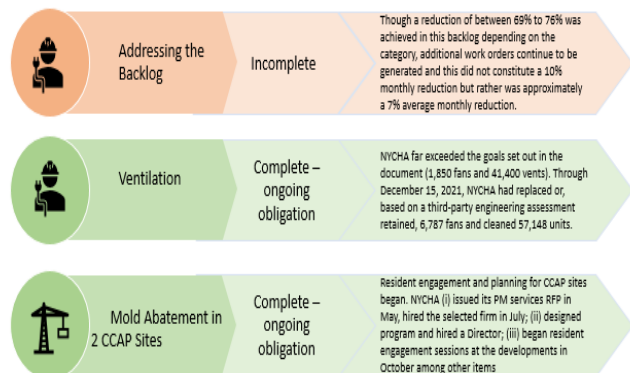 Addressing the
Backlog
Incomplete
Though a reduction of between 69% to 76% was
achieved in this backlog depending on the
category, additional work orders continue to be
generated and this did not constitute a 10%
monthly reduction but rather was approximately
a 7% average monthly reduction.
Ventilation
Complete –
ongoing
obligation
NYCHA far exceeded the goals set out in the
document (1,850 fans and 41,400 vents). Through
December 15, 2021, NYCHA had replaced or,
based on a third-party engineering assessment
retained, 6,787 fans and cleaned 57,148 units.
Mold Abatement in
2 CCAP Sites
Complete –
ongoing
obligation
Resident engagement and planning for CCAP sites
began. NYCHA (i) issued its PM services RFP in
May, hired the selected firm in July; (ii) designed
program and hired a Director; (iii) began resident
engagement sessions at the developments in
October among other items